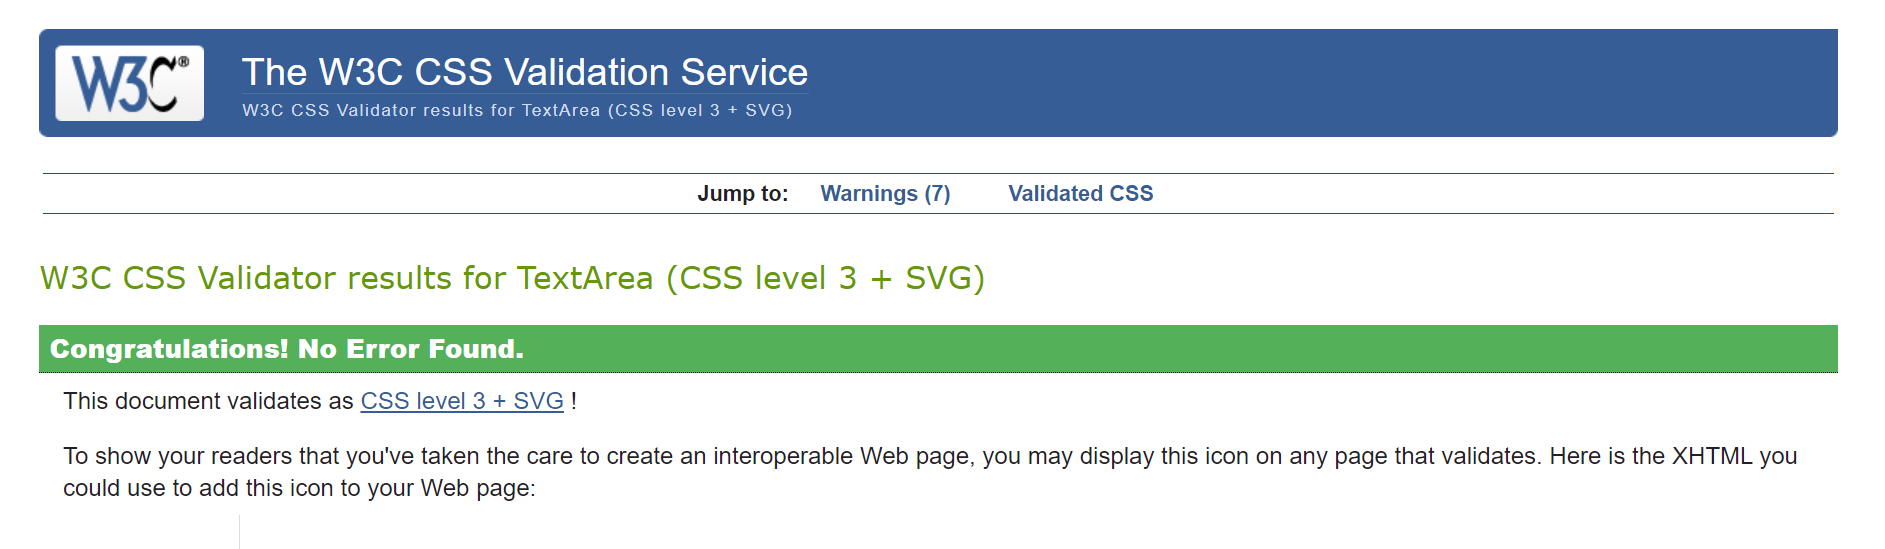 W3C®
The W3C CSS Validation Service
W3C CSS Validator results for TextArea (CSS level 3 + SVG)
Jump to: Warnings (7) Validated CSS
W3C CSS Validator results for TextArea (CSS level 3 + SVG)
Congratulations! No Error Found.
This document validates as CSS level 3 + SVG !
To show your readers that you've taken the care to create an interoperable Web page, you may display this icon on any page that validates. Here is the XHTML you
could use to add this icon to your Web page: